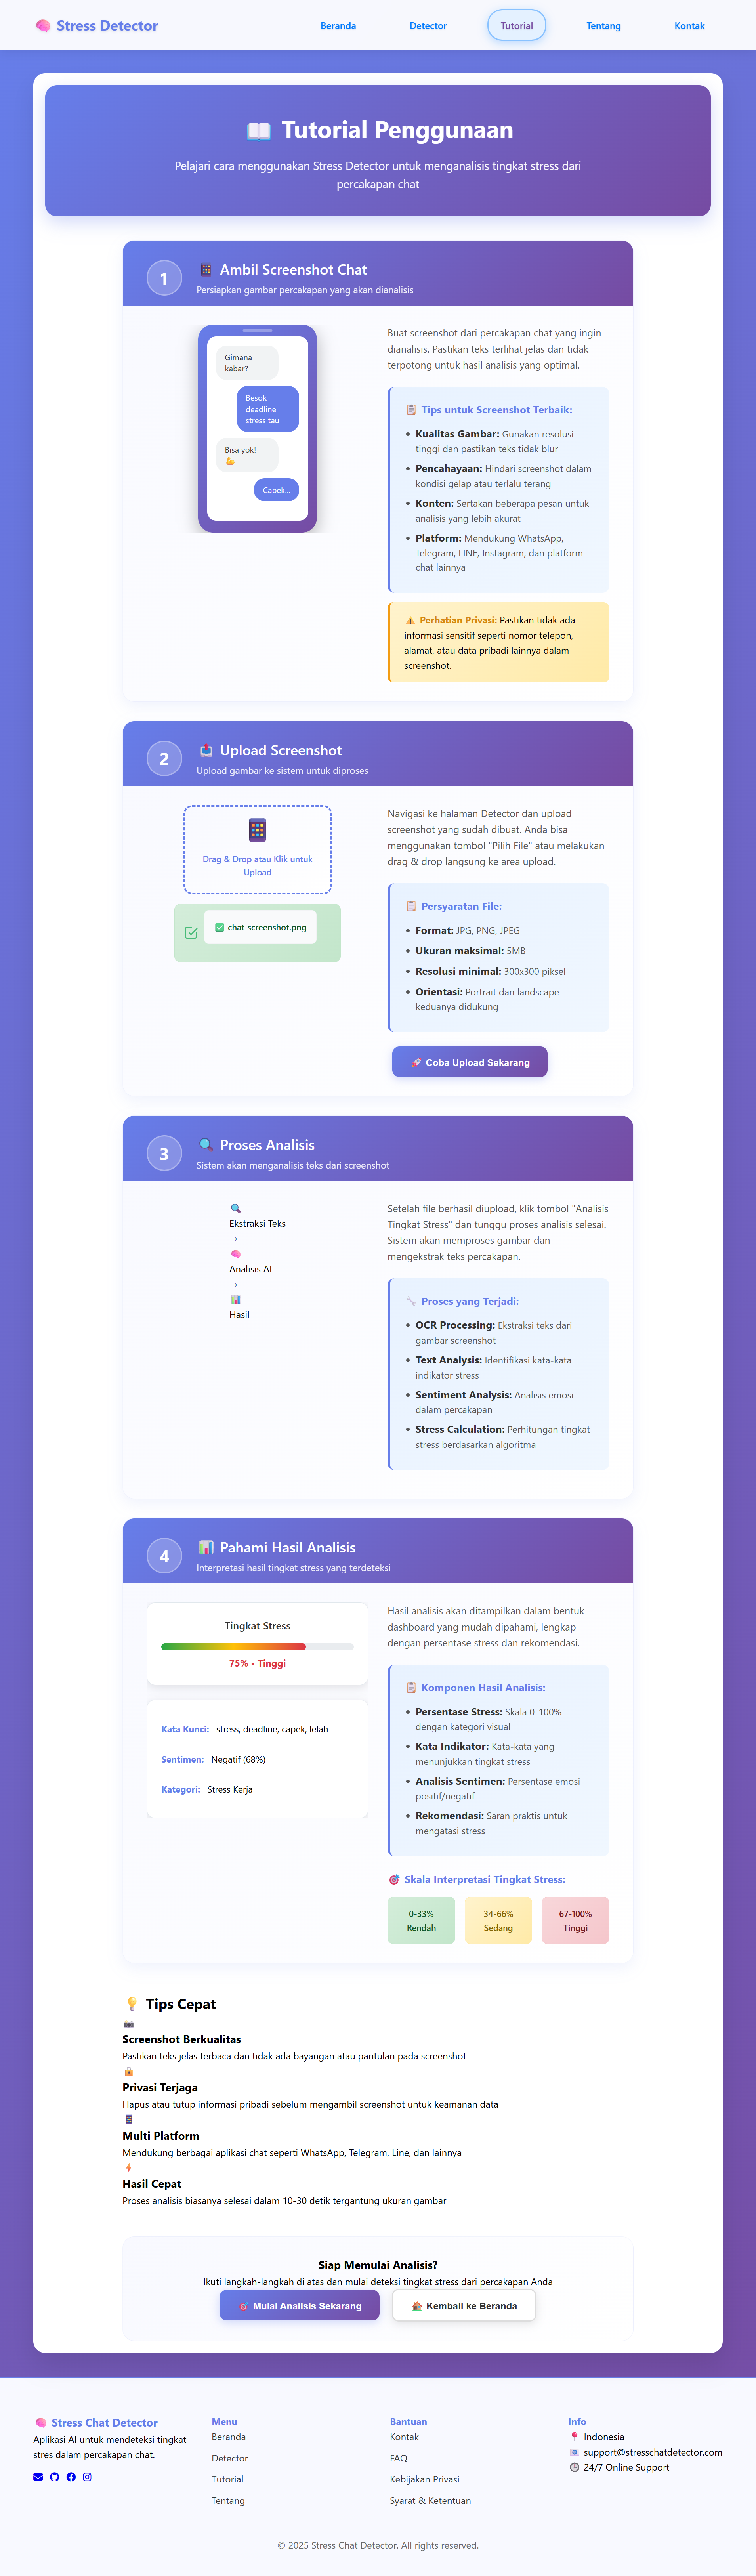 🧠 Stress Detector
Beranda
Detector
Tutorial
Tentang
Kontak
📖 Tutorial Penggunaan
Pelajari cara menggunakan Stress Detector untuk menganalisis tingkat stress dari
percakapan chat
1
📱 Ambil Screenshot Chat
Persiapkan gambar percakapan yang akan dianalisis
Gimana
kabar?
Besok
deadline
stress tau
Bisa yok!
💪
Capek...
Buat screenshot dari percakapan chat yang ingin
dianalisis. Pastikan teks terlihat jelas dan tidak
terpotong untuk hasil analisis yang optimal.
📋 Tips untuk Screenshot Terbaik:
• Kualitas Gambar: Gunakan resolusi
tinggi dan pastikan teks tidak blur
• Pencahayaan: Hindari screenshot dalam
kondisi gelap atau terlalu terang
• Konten: Sertakan beberapa pesan untuk
analisis yang lebih akurat
• Platform: Mendukung WhatsApp,
Telegram, LINE, Instagram, dan platform
chat lainnya
⚠️ Perhatian Privasi: Pastikan tidak ada
informasi sensitif seperti nomor telepon,
alamat, atau data pribadi lainnya dalam
screenshot.
2
📤 Upload Screenshot
Upload gambar ke sistem untuk diproses
📱
Drag & Drop atau Klik untuk
Upload
✅ chat-screenshot.png
Navigasi ke halaman Detector dan upload
screenshot yang sudah dibuat. Anda bisa
menggunakan tombol "Pilih File" atau melakukan
drag & drop langsung ke area upload.
📋 Persyaratan File:
• Format: JPG, PNG, JPEG
• Ukuran maksimal: 5MB
• Resolusi minimal: 300x300 piksel
• Orientasi: Portrait dan landscape
keduanya didukung
🚀 Coba Upload Sekarang
3
🔍 Proses Analisis
Sistem akan menganalisis teks dari screenshot
🔍
Ekstraksi Teks
→
🧠
Analisis AI
→
📊
Hasil
Setelah file berhasil diupload, klik tombol "Analisis
Tingkat Stress" dan tunggu proses analisis selesai.
Sistem akan memproses gambar dan
mengekstrak teks percakapan.
🔧 Proses yang Terjadi:
• OCR Processing: Ekstraksi teks dari
gambar screenshot
• Text Analysis: Identifikasi kata-kata
indikator stress
• Sentiment Analysis: Analisis emosi
dalam percakapan
• Stress Calculation: Perhitungan tingkat
stress berdasarkan algoritma
4
📊 Pahami Hasil Analisis
Interpretasi hasil tingkat stress yang terdeteksi
Tingkat Stress
75% - Tinggi
Kata Kunci: stress, deadline, capek, lelah
Sentimen: Negatif (68%)
Kategori: Stress Kerja
Hasil analisis akan ditampilkan dalam bentuk
dashboard yang mudah dipahami, lengkap
dengan persentase stress dan rekomendasi.
📋 Komponen Hasil Analisis:
• Persentase Stress: Skala 0-100%
dengan kategori visual
• Kata Indikator: Kata-kata yang
menunjukkan tingkat stress
• Analisis Sentimen: Persentase emosi
positif/negatif
• Rekomendasi: Saran praktis untuk
mengatasi stress
🎯 Skala Interpretasi Tingkat Stress:
0-33%
Rendah
34-66%
Sedang
67-100%
Tinggi
💡 Tips Cepat
📸
Screenshot Berkualitas
Pastikan teks jelas terbaca dan tidak ada bayangan atau pantulan pada screenshot
🔒
Privasi Terjaga
Hapus atau tutup informasi pribadi sebelum mengambil screenshot untuk keamanan data
📱
Multi Platform
Mendukung berbagai aplikasi chat seperti WhatsApp, Telegram, Line, dan lainnya
⚡
Hasil Cepat
Proses analisis biasanya selesai dalam 10-30 detik tergantung ukuran gambar
Siap Memulai Analisis?
Ikuti langkah-langkah di atas dan mulai deteksi tingkat stress dari percakapan Anda
🎯 Mulai Analisis Sekarang
🏠 Kembali ke Beranda
🧠 Stress Chat Detector
Aplikasi AI untuk mendeteksi tingkat
stres dalam percakapan chat.
Menu
Beranda
Detector
Tutorial
Tentang
Bantuan
Kontak
FAQ
Kebijakan Privasi
Syarat & Ketentuan
Info
📍 Indonesia
📧 support@stresschatdetector.com
🕒 24/7 Online Support
© 2025 Stress Chat Detector. All rights reserved.